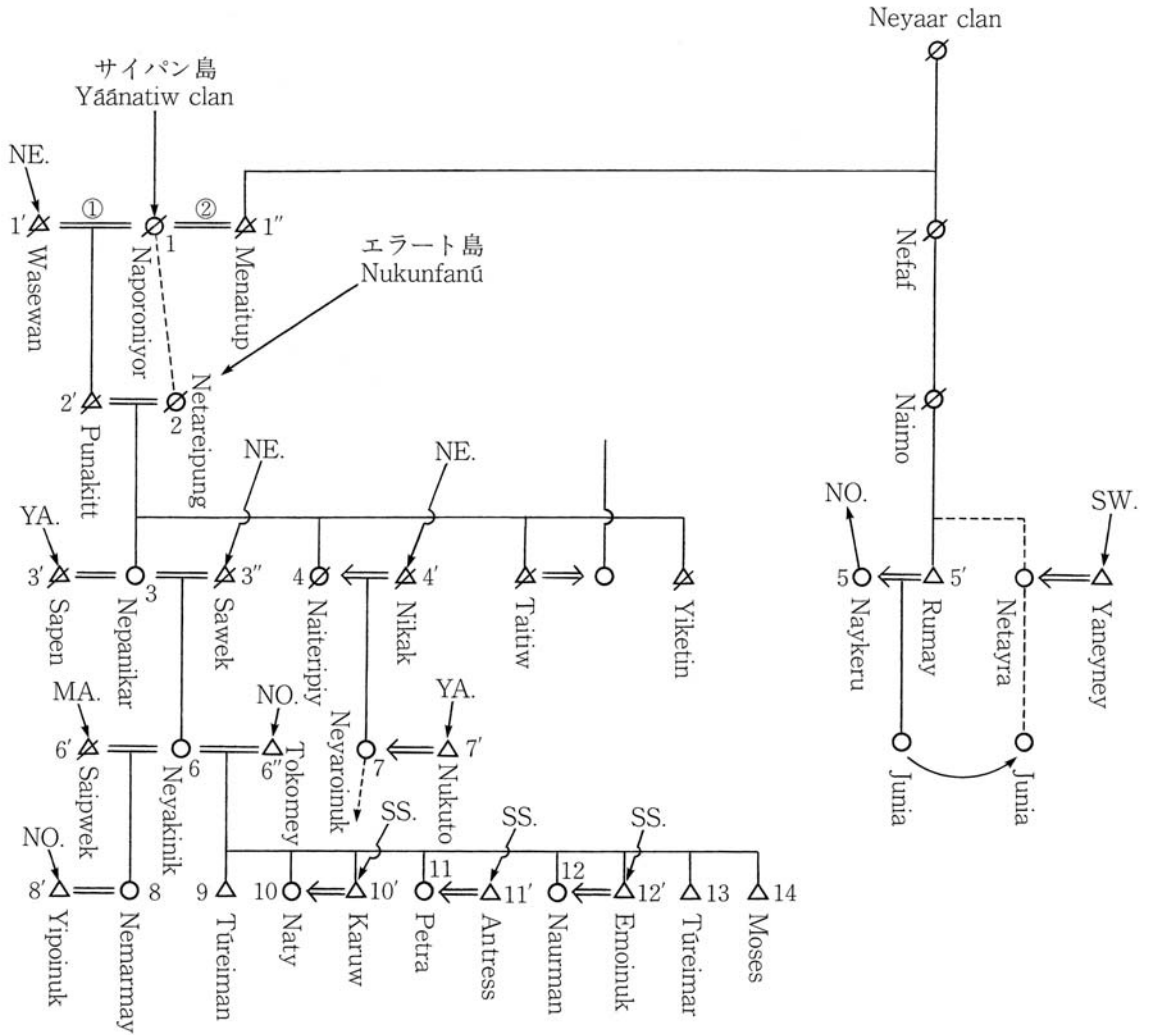 Neyaar clan
サイパン島
Yáánatiw clan
NE.
①
②
1′
1
1″
Wasewan
Naporoniyor
Menaitup
エラート島
Nukunfanú
Nefaf
2′
2
Punakitt
Netareipung
Naimo
YA.
NE.
NE.
NO.
SW.
3′
3
3″
4
4′
5
5′
Sapen
Nepanikar
Sawek
Naiteripiy
Nikak
Taitiw
Yiketin
Naykeru
Rumay
Netayra
Yaneyney
MA.
NO.
YA.
6′
6
6″
7
7′
Saipwek
Neyakinik
Tokomey
Neyaroinuk
Nukuto
Junia
Junia
NO.
SS.
SS.
SS.
8′
8
9
10
10′
11
11′
12
12′
13
14
Yipoinuk
Nemarmay
Túreiman
Naty
Karuw
Petra
Antress
Naurman
Emoinuk
Túreimar
Moses